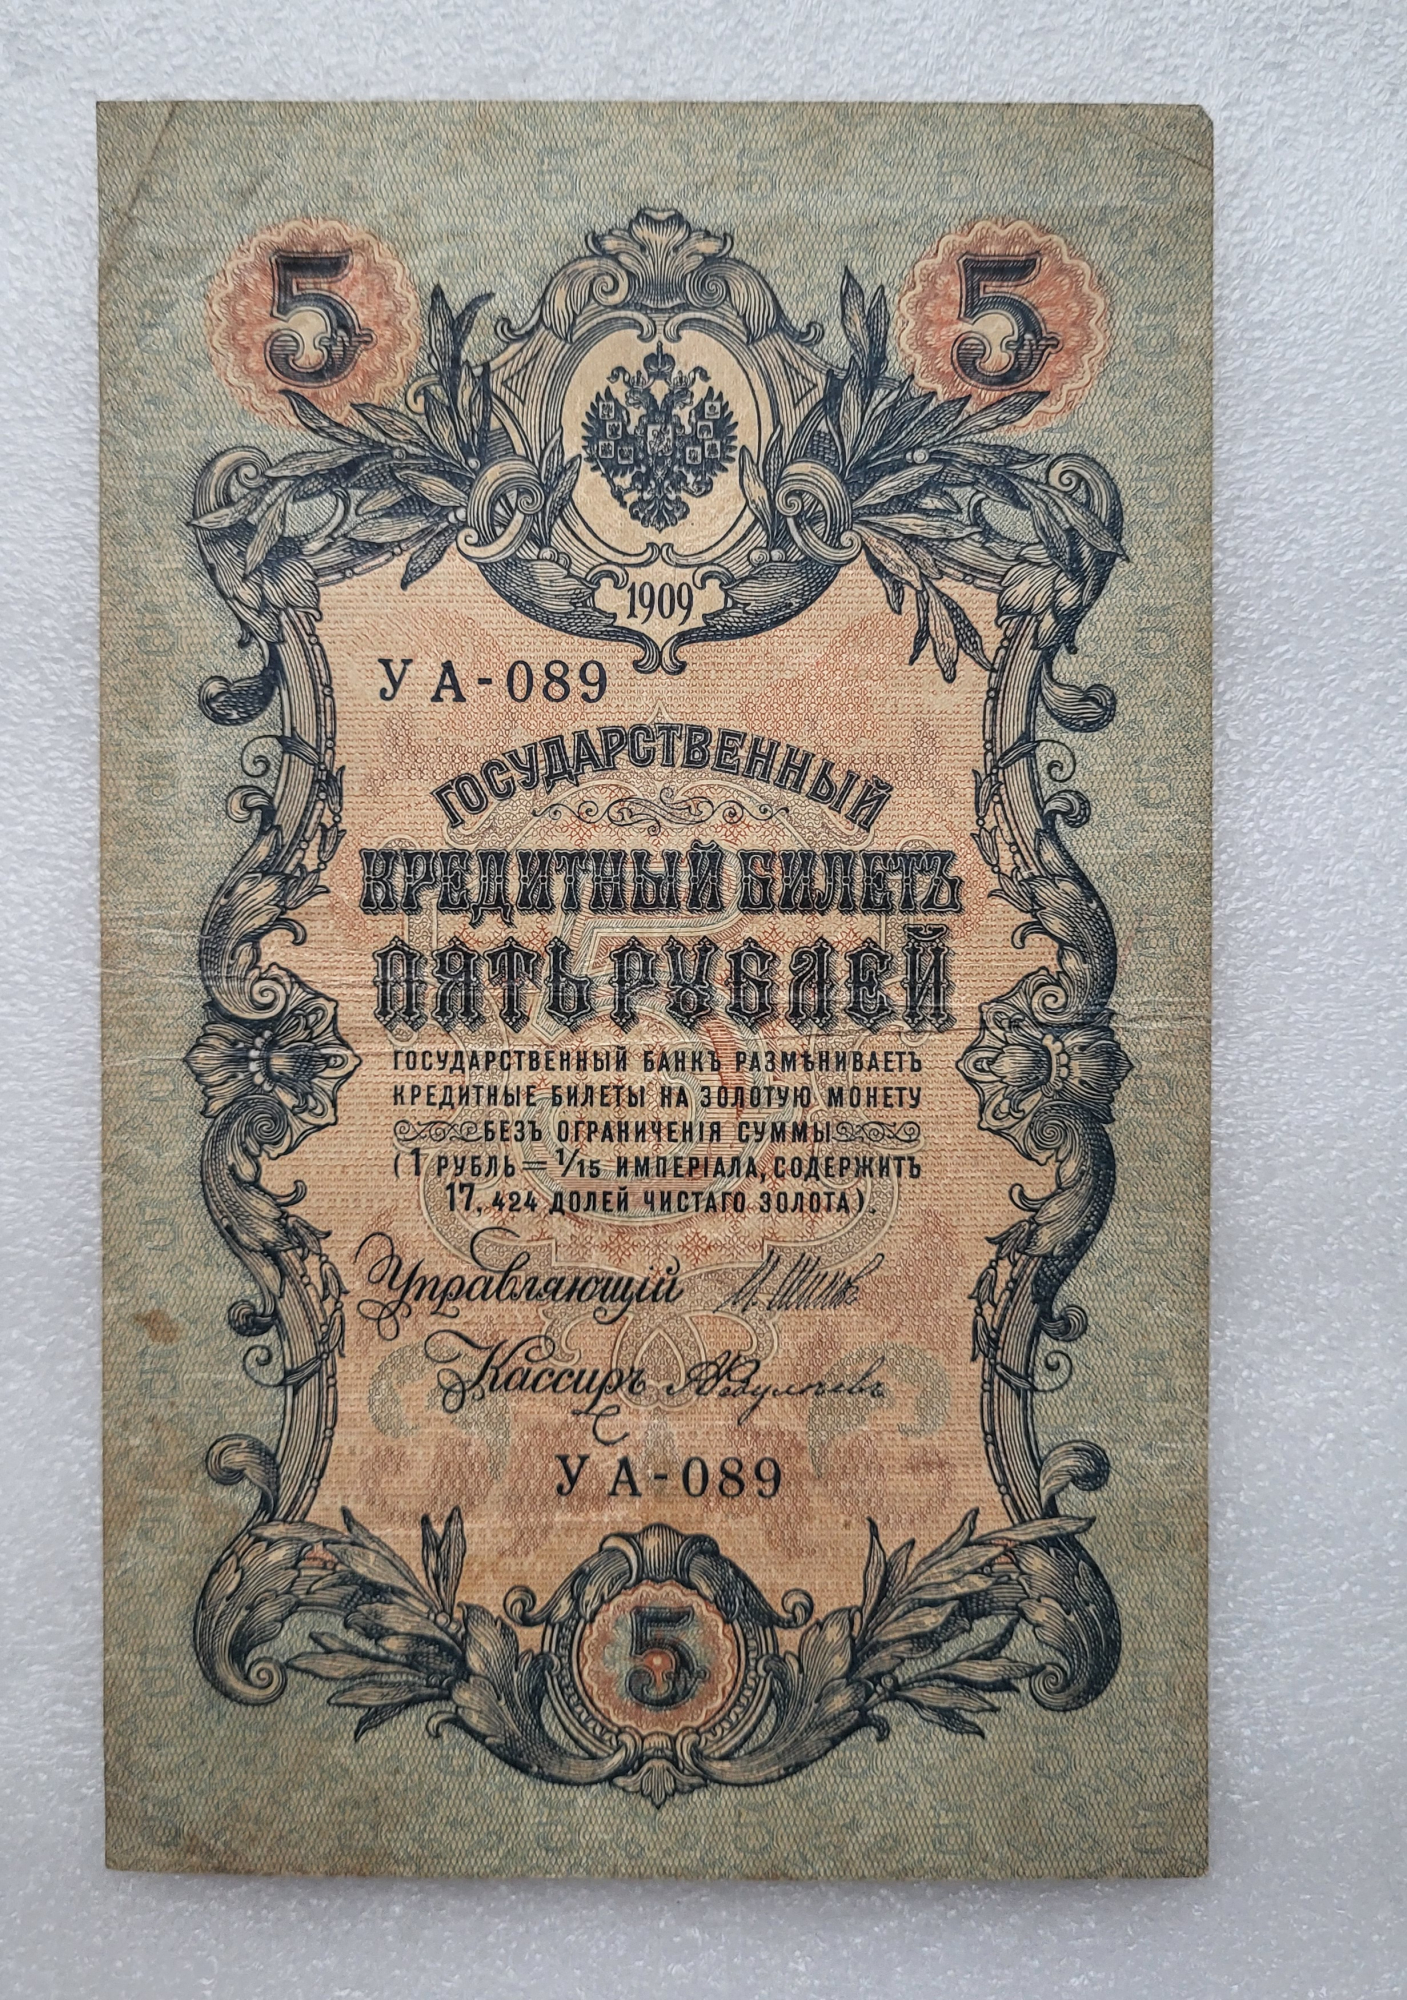 5 5
1909
УА-089
ГОСУДАРСТВЕННЫЙ
КРЕДИТНЫЙ БИЛЕТЪ
ПЯТЬ РУБЛЕЙ
ГОСУДАРСТВЕННЫЙ БАНКЪ РАЗМѢНИВАЕТЪ
КРЕДИТНЫЕ БИЛЕТЫ НА ЗОЛОТУЮ МОНЕТУ
БЕЗЪ ОГРАНИЧЕНІЯ СУММЫ
(1 РУБЛЬ = 1/15 ИМПЕРІАЛА, СОДЕРЖИТЪ
17,424 ДОЛЕЙ ЧИСТАГО ЗОЛОТА).
Управляющій И. Шипов
Кассиръ
УА-089
5